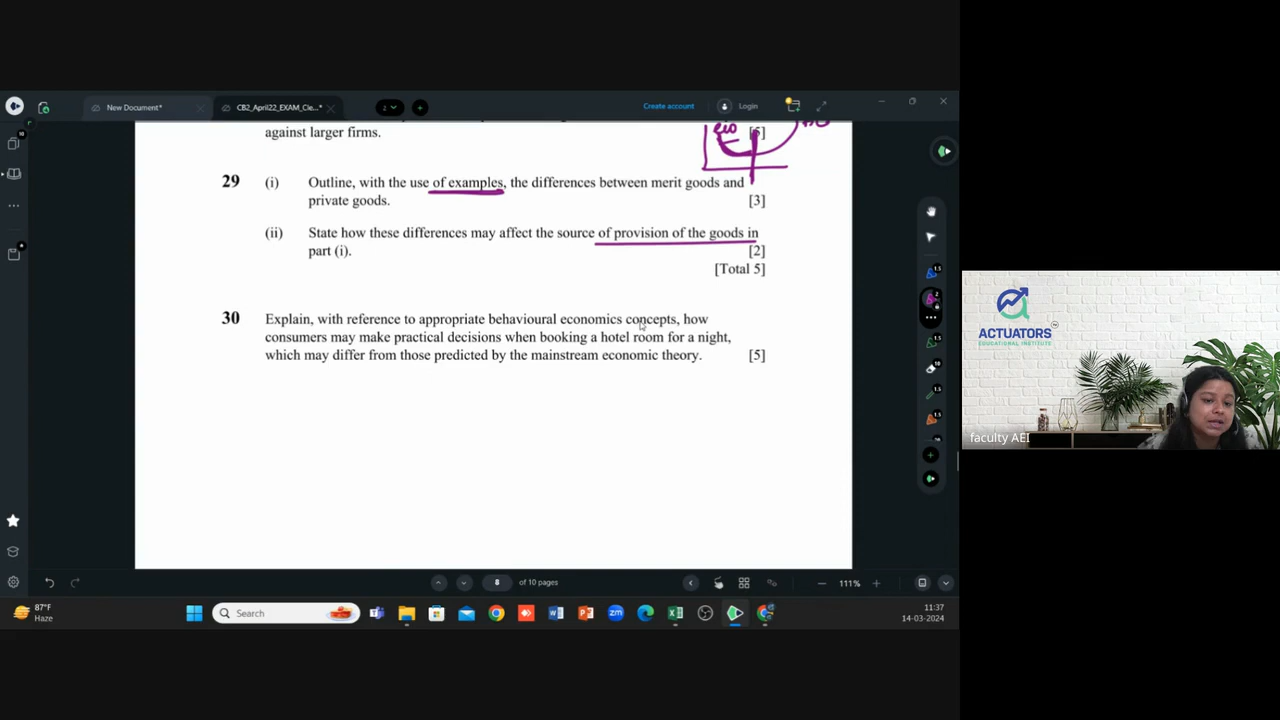 New Document*
CB2_April22_EXAM_Cle...*
2
Create account
Login
against larger firms.
[5]
29 (i) Outline, with the use of examples, the differences between merit goods and
private goods. [3]
(ii) State how these differences may affect the source of provision of the goods in
part (i). [2]
[Total 5]
30 Explain, with reference to appropriate behavioural economics concepts, how
consumers may make practical decisions when booking a hotel room for a night,
which may differ from those predicted by the mainstream economic theory. [5]
8 of 10 pages
111%
87°F
Haze
Search
11:37
14-03-2024
ACTUATORS
EDUCATIONAL INSTITUTE
faculty AEI